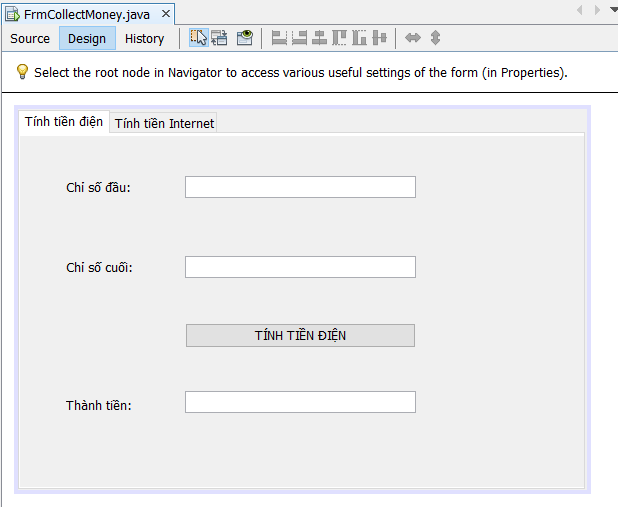 FrmCollectMoney.java
Source Design History
Select the root node in Navigator to access various useful settings of the form (in Properties).
Tính tiền điện Tính tiền Internet
Chỉ số đầu:
Chỉ số cuối:
TÍNH TIỀN ĐIỆN
Thành tiền: